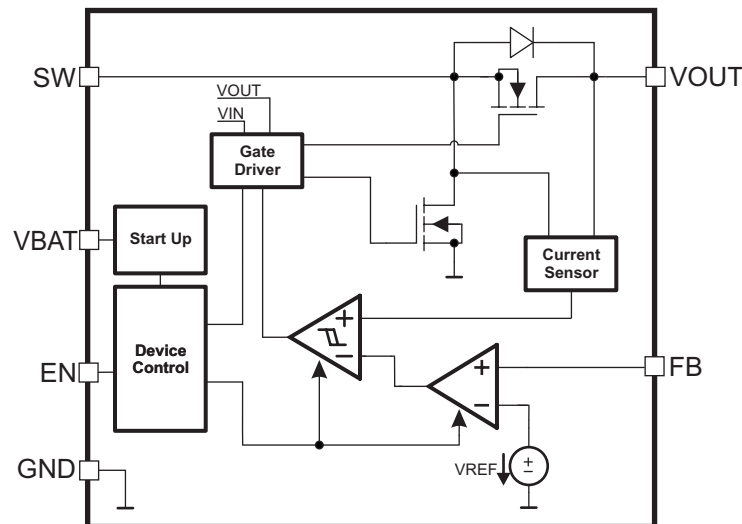 SW
VOUT
VOUT
VIN
Gate
Driver
VBAT
Start Up
Current
Sensor
Device
Control
+
−
EN
+
−
FB
VREF
+
−
GND